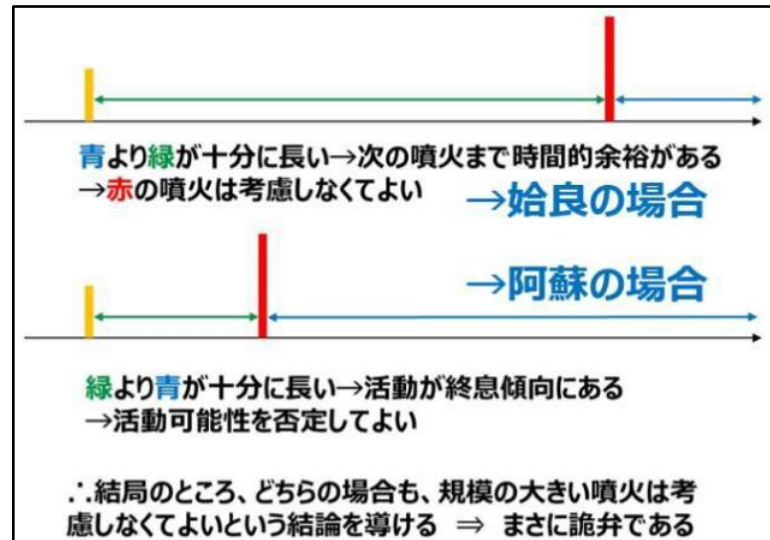 青より緑が十分に長い→次の噴火まで時間的余裕がある
→赤の噴火は考慮しなくてよい
→姶良の場合
→阿蘇の場合
緑より青が十分に長い→活動が終息傾向にある
→活動可能性を否定してよい
∴結局のところ、どちらの場合も、規模の大きい噴火は考
慮しなくてよいという結論を導ける ⇒ まさに詭弁である